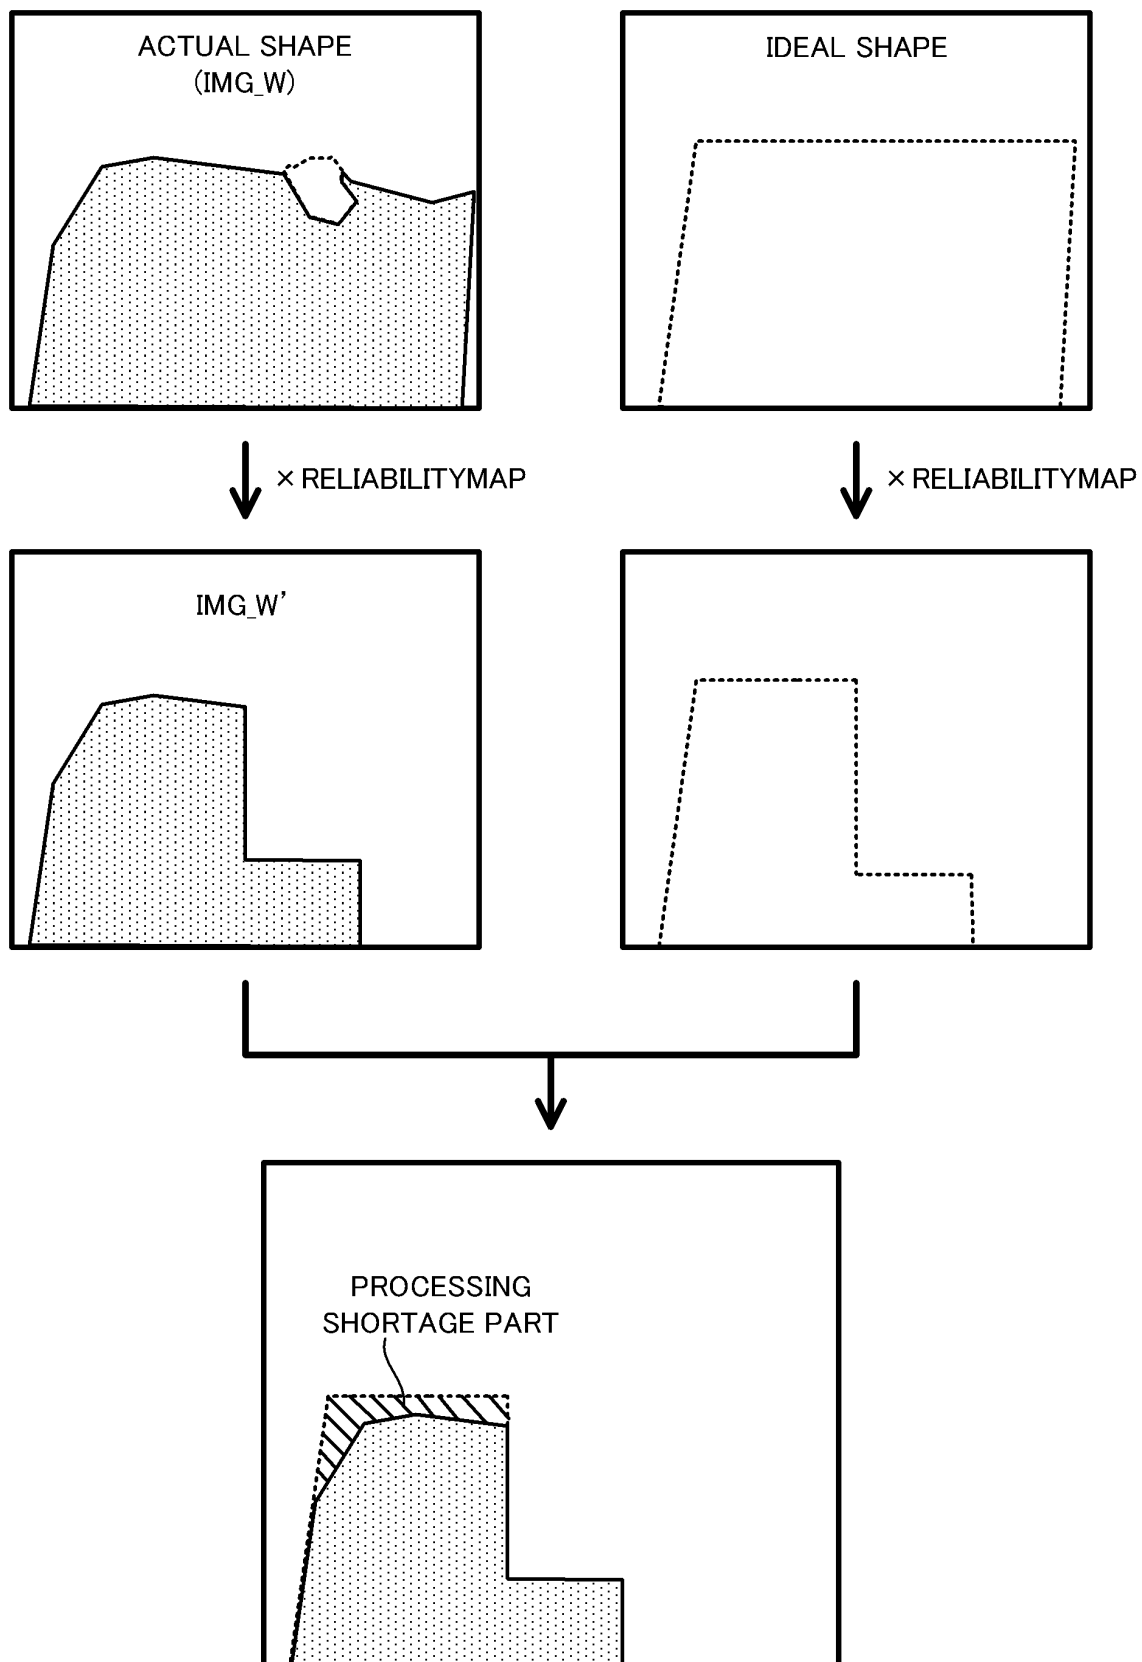 ACTUAL SHAPE
(IMG_W)
IDEAL SHAPE
× RELIABILITYMAP
× RELIABILITYMAP
IMG_W’
PROCESSING
SHORTAGE PART